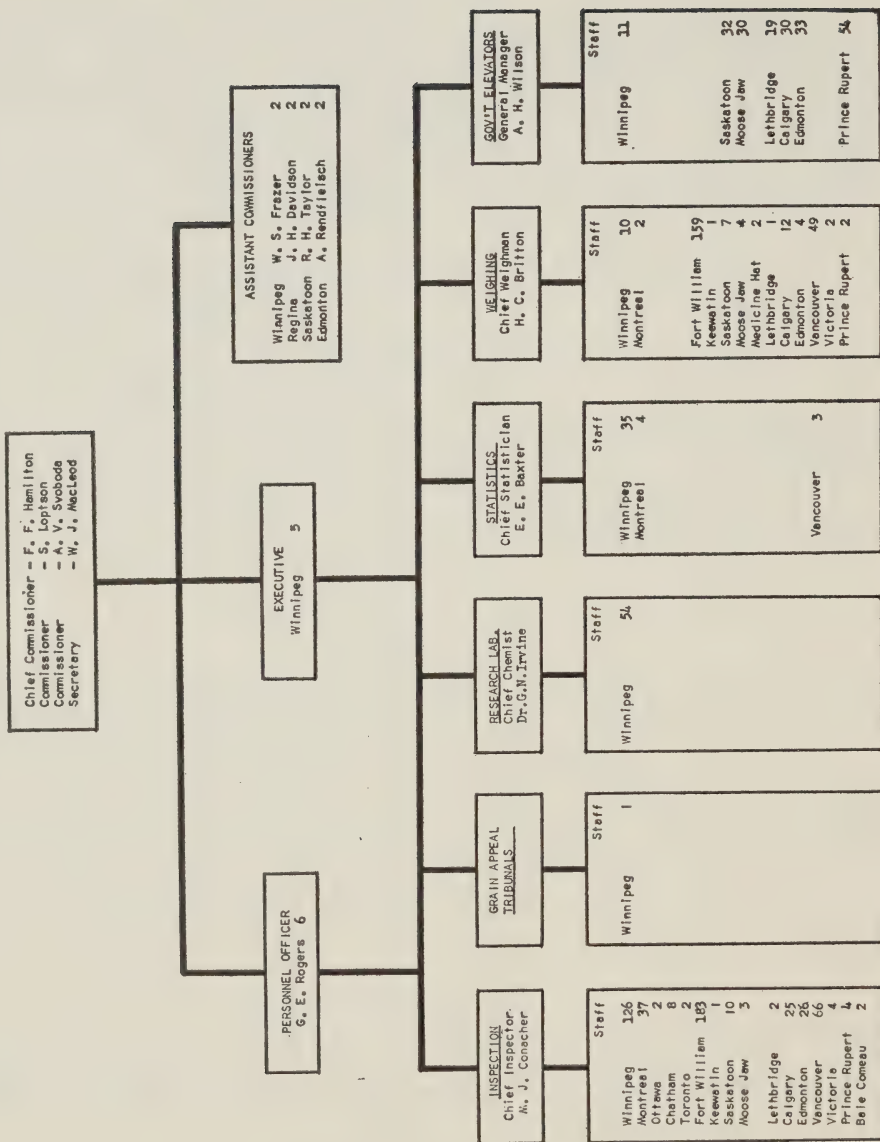 Chief Commissioner - F. F. Hamilton
Commissioner - S. Loptson
Commissioner - A. V. Svoboda
Secretary - W. J. MacLeod
PERSONNEL OFFICER
G. E. Rogers 6
EXECUTIVE
Winnipeg 5
ASSISTANT COMMISSIONERS
Winnipeg W. S. Frazer 2
Regina J. H. Davidson 2
Saskatoon R. H. Taylor 2
Edmonton A. Rendfleisch 2
INSPECTION
Chief Inspector
M. J. Conacher
Staff
Winnipeg 126
Montreal 37
Ottawa 2
Chatham 8
Toronto 2
Fort William 183
Keewatin 1
Saskatoon 10
Moose Jaw 3
Lethbridge 2
Calgary 25
Edmonton 26
Vancouver 66
Victoria 4
Prince Rupert 4
Baie Comeau 2
GRAIN APPEAL
TRIBUNALS
Staff
Winnipeg 1
RESEARCH LAB.
Chief Chemist
Dr.G.N.Irvine
Staff
Winnipeg 54
STATISTICS
Chief Statistician
E. E. Baxter
Staff
Winnipeg 35
Montreal 4
Vancouver 3
WEIGHING
Chief Weighman
H. C. Britton
Staff
Winnipeg 10
Montreal 2
Fort William 159
Keewatin 1
Saskatoon 7
Moose Jaw 4
Medicine Hat 2
Lethbridge 1
Calgary 12
Edmonton 4
Vancouver 49
Victoria 2
Prince Rupert 2
GOV'T ELEVATORS
General Manager
A. H. Wilson
Staff
Winnipeg 11
Saskatoon 32
Moose Jaw 30
Lethbridge 19
Calgary 30
Edmonton 33
Prince Rupert 54